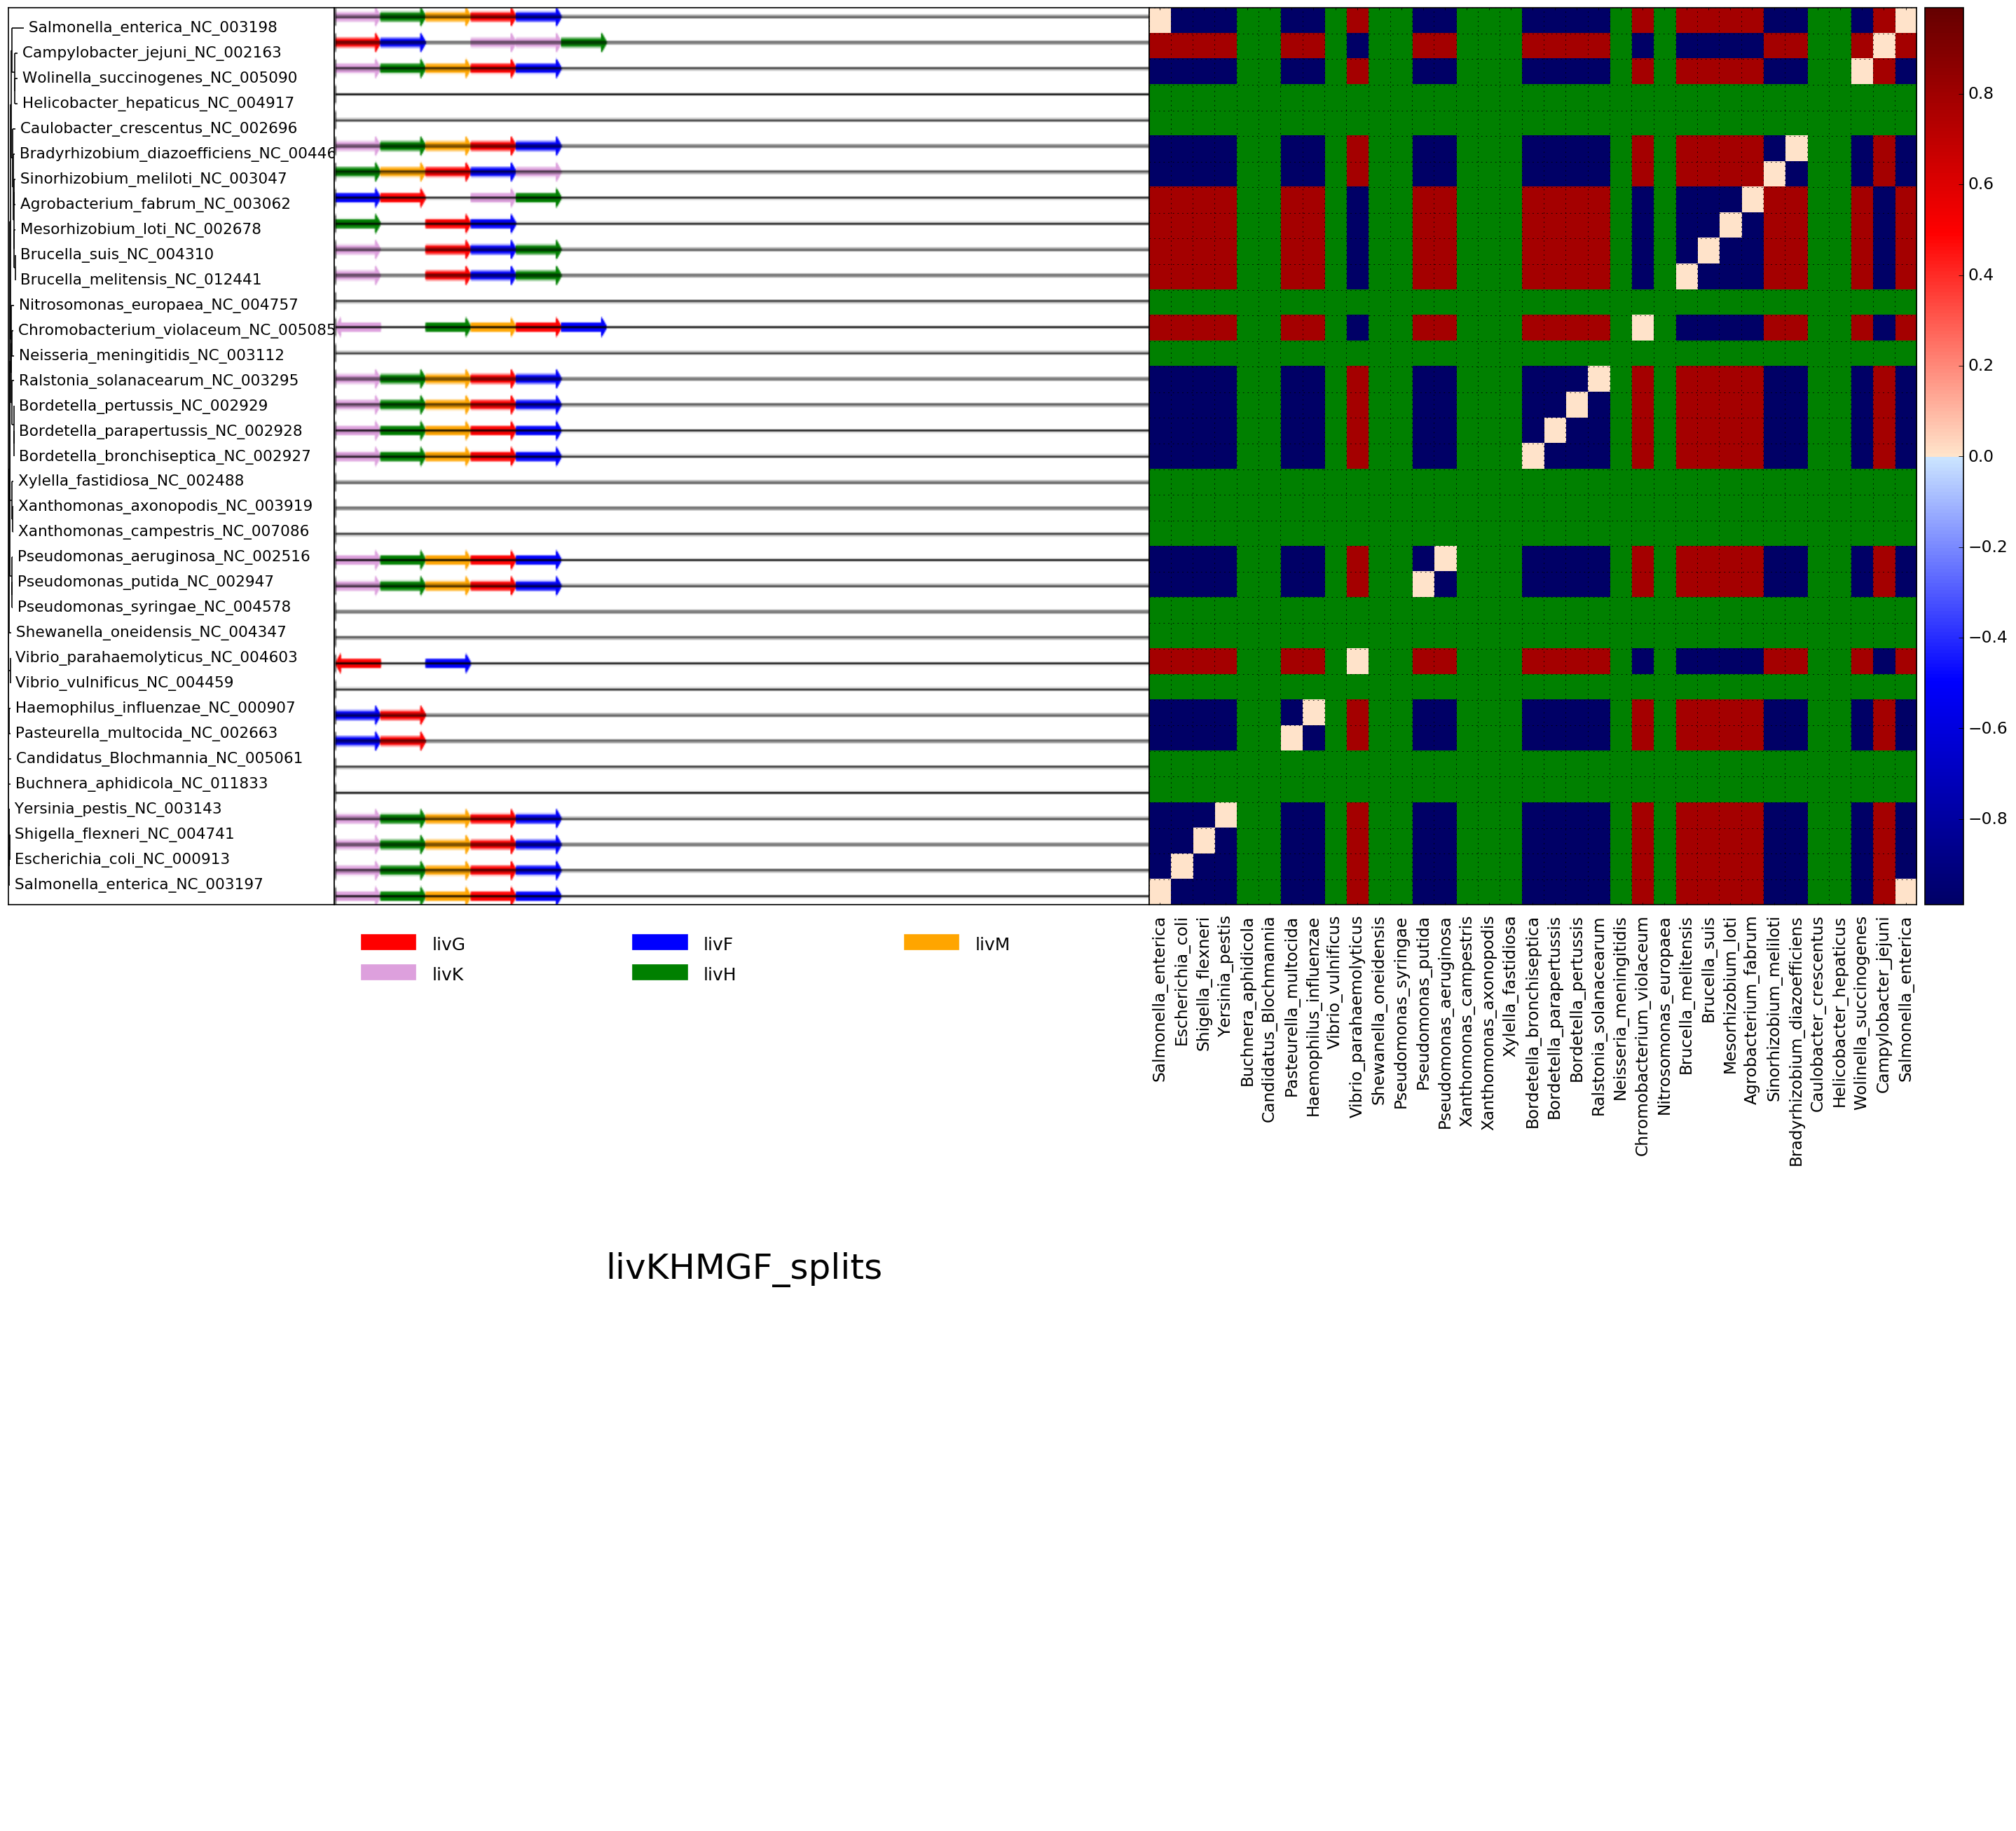 Salmonella_enterica_NC_003198
Campylobacter_jejuni_NC_002163
Wolinella_succinogenes_NC_005090
Helicobacter_hepaticus_NC_004917
Caulobacter_crescentus_NC_002696
Bradyrhizobium_diazoefficiens_NC_00446
Sinorhizobium_meliloti_NC_003047
Agrobacterium_fabrum_NC_003062
Mesorhizobium_loti_NC_002678
Brucella_suis_NC_004310
Brucella_melitensis_NC_012441
Nitrosomonas_europaea_NC_004757
Chromobacterium_violaceum_NC_005085
Neisseria_meningitidis_NC_003112
Ralstonia_solanacearum_NC_003295
Bordetella_pertussis_NC_002929
Bordetella_parapertussis_NC_002928
Bordetella_bronchiseptica_NC_002927
Xylella_fastidiosa_NC_002488
Xanthomonas_axonopodis_NC_003919
Xanthomonas_campestris_NC_007086
Pseudomonas_aeruginosa_NC_002516
Pseudomonas_putida_NC_002947
Pseudomonas_syringae_NC_004578
Shewanella_oneidensis_NC_004347
Vibrio_parahaemolyticus_NC_004603
Vibrio_vulnificus_NC_004459
Haemophilus_influenzae_NC_000907
Pasteurella_multocida_NC_002663
Candidatus_Blochmannia_NC_005061
Buchnera_aphidicola_NC_011833
Yersinia_pestis_NC_003143
Shigella_flexneri_NC_004741
Escherichia_coli_NC_000913
Salmonella_enterica_NC_003197
0.8
0.6
0.4
0.2
0.0
−0.2
−0.4
−0.6
−0.8
Salmonella_enterica
Escherichia_coli
Shigella_flexneri
Yersinia_pestis
Buchnera_aphidicola
Candidatus_Blochmannia
Pasteurella_multocida
Haemophilus_influenzae
Vibrio_vulnificus
Vibrio_parahaemolyticus
Shewanella_oneidensis
Pseudomonas_syringae
Pseudomonas_putida
Pseudomonas_aeruginosa
Xanthomonas_campestris
Xanthomonas_axonopodis
Xylella_fastidiosa
Bordetella_bronchiseptica
Bordetella_parapertussis
Bordetella_pertussis
Ralstonia_solanacearum
Neisseria_meningitidis
Chromobacterium_violaceum
Nitrosomonas_europaea
Brucella_melitensis
Brucella_suis
Mesorhizobium_loti
Agrobacterium_fabrum
Sinorhizobium_meliloti
Bradyrhizobium_diazoefficiens
Caulobacter_crescentus
Helicobacter_hepaticus
Wolinella_succinogenes
Campylobacter_jejuni
Salmonella_enterica
livG livF livM
livK livH
livKHMGF_splits